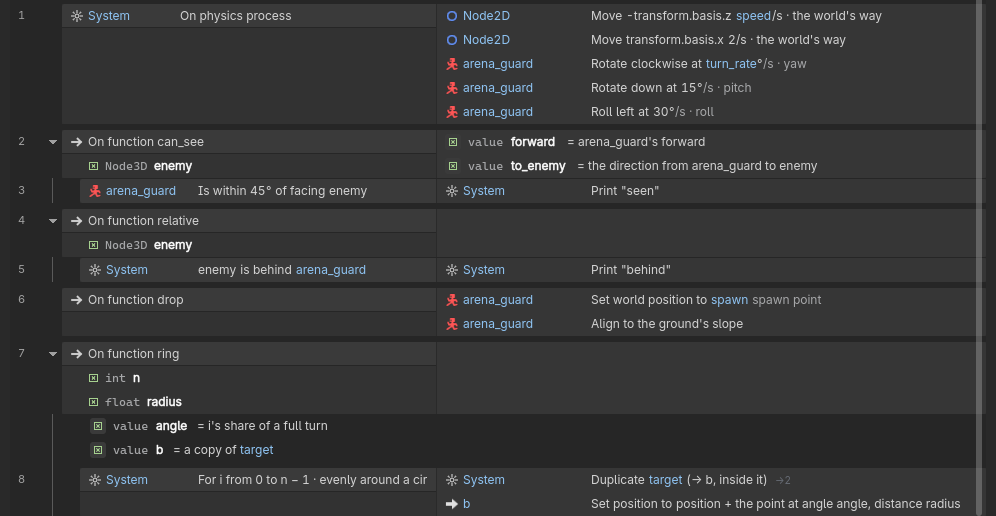 1 System On physics process Node2D Move -transform.basis.z speed/s · the world's way
Node2D Move transform.basis.x 2/s · the world's way
arena_guard Rotate clockwise at turn_rate°/s · yaw
arena_guard Rotate down at 15°/s · pitch
arena_guard Roll left at 30°/s · roll
2 On function can_see value forward = arena_guard's forward
Node3D enemy value to_enemy = the direction from arena_guard to enemy
3 arena_guard Is within 45° of facing enemy System Print "seen"
4 On function relative
Node3D enemy
5 System enemy is behind arena_guard System Print "behind"
6 On function drop arena_guard Set world position to spawn spawn point
arena_guard Align to the ground's slope
7 On function ring
int n
float radius
value angle = i's share of a full turn
value b = a copy of target
8 System For i from 0 to n − 1 · evenly around a cir System Duplicate target (→ b, inside it) →2
b Set position to position + the point at angle angle, distance radius